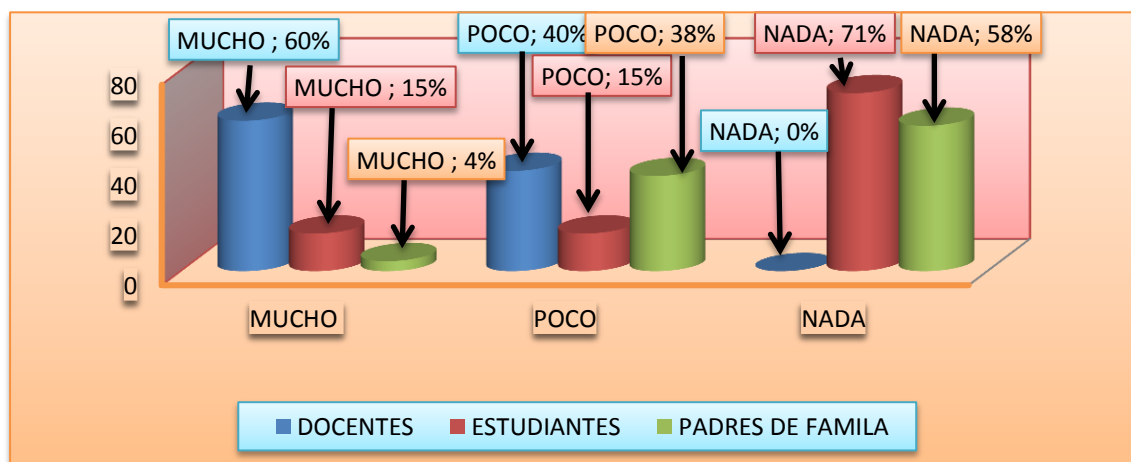 MUCHO ; 60%
MUCHO ; 15%
MUCHO ; 4%
POCO; 40%
POCO; 15%
POCO; 38%
NADA; 0%
NADA; 71%
NADA; 58%
80
60
40
20
0
MUCHO
POCO
NADA
DOCENTES
ESTUDIANTES
PADRES DE FAMILA